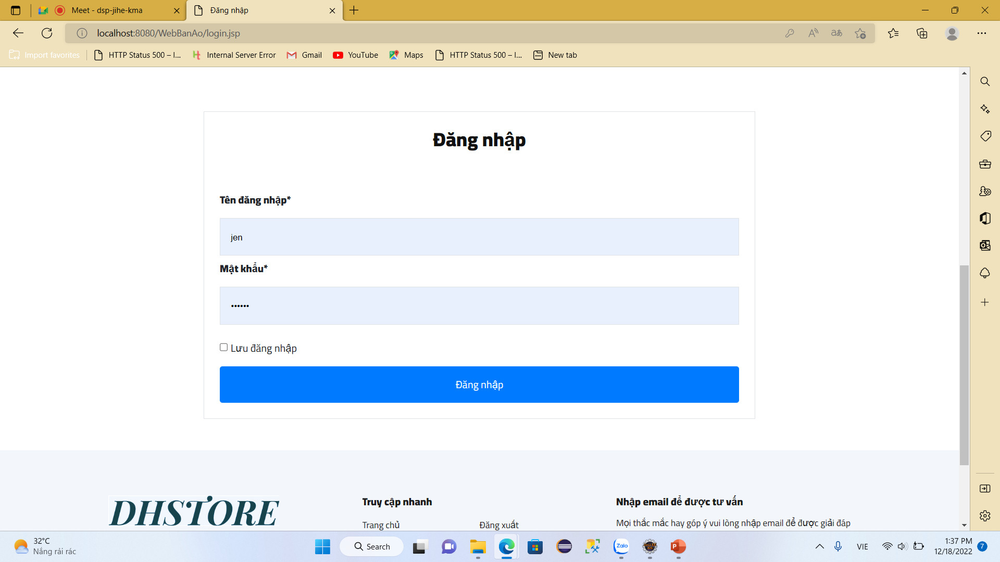 Meet - dsp-jihe-kma
Đăng nhập
localhost:8080/WebBanAo/login.jsp
Import favorites
HTTP Status 500 – I...
Internal Server Error
Gmail
YouTube
Maps
HTTP Status 500 – I...
New tab
Đăng nhập
Tên đăng nhập*
jen
Mật khẩu*
••••••
Lưu đăng nhập
Đăng nhập
DHSTORE
Truy cập nhanh
Nhập email để được tư vấn
Trang chủ
Đăng xuất
Mọi thắc mắc hay góp ý vui lòng nhập email để được giải đáp
32°C
Nắng rải rác
Search
Zalo
VIE
1:37 PM
12/18/2022
7